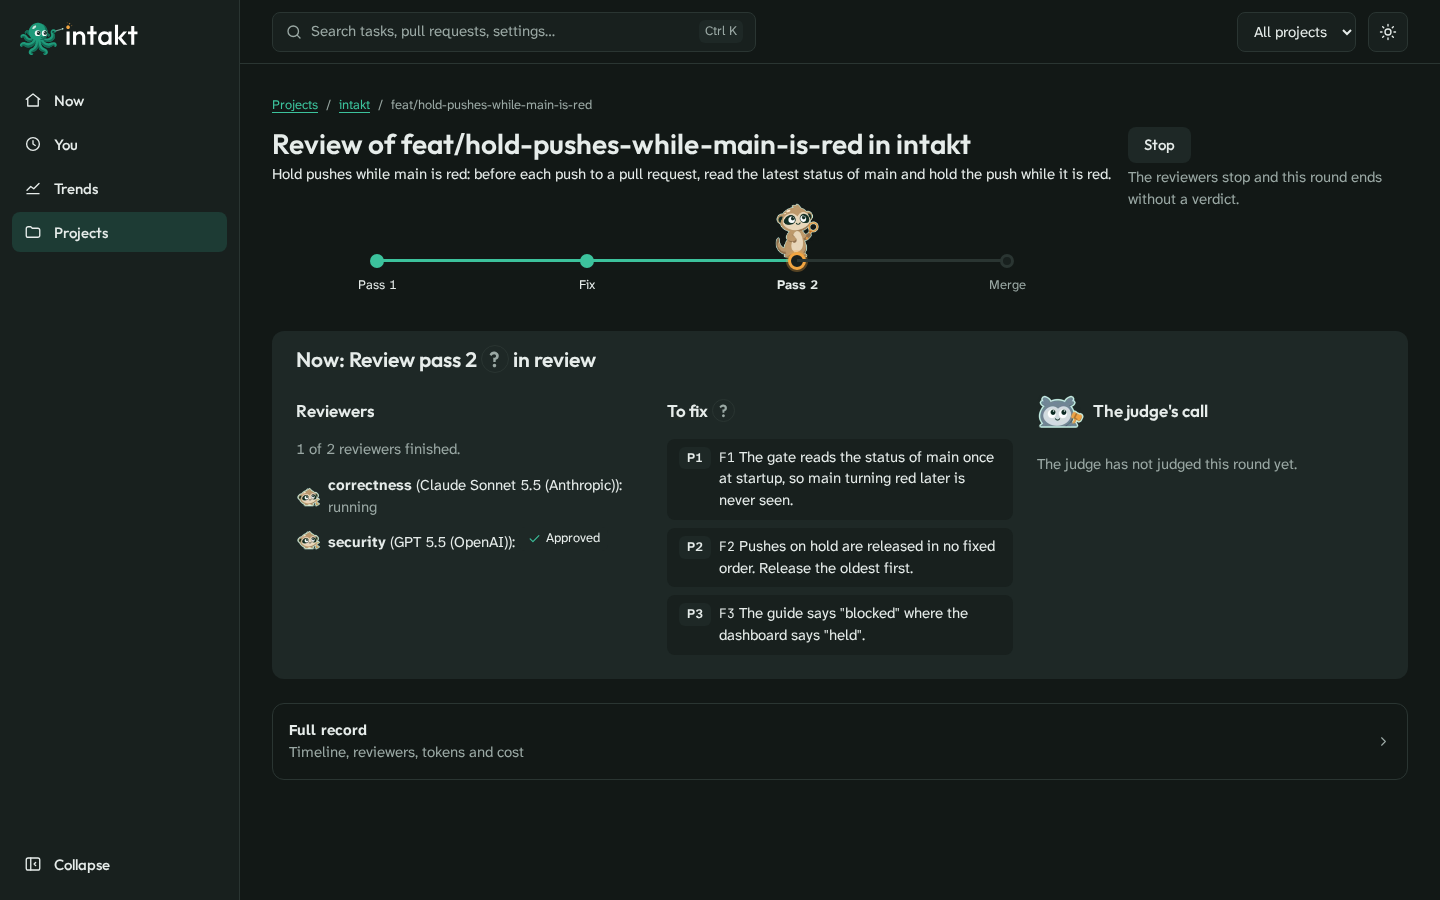 intakt
Search tasks, pull requests, settings...
Ctrl K
All projects
Now
You
Trends
Projects
Collapse
Projects / intakt / feat/hold-pushes-while-main-is-red
Review of feat/hold-pushes-while-main-is-red in intakt
Hold pushes while main is red: before each push to a pull request, read the latest status of main and hold the push while it is red.
Stop
The reviewers stop and this round ends
without a verdict.
Pass 1
Fix
Pass 2
Merge
Now: Review pass 2 ? in review
Reviewers
1 of 2 reviewers finished.
correctness (Claude Sonnet 5.5 (Anthropic)):
running
security (GPT 5.5 (OpenAI)): Approved
To fix ?
P1 F1 The gate reads the status of main once
at startup, so main turning red later is
never seen.
P2 F2 Pushes on hold are released in no fixed
order. Release the oldest first.
P3 F3 The guide says "blocked" where the
dashboard says "held".
The judge's call
The judge has not judged this round yet.
Full record
Timeline, reviewers, tokens and cost